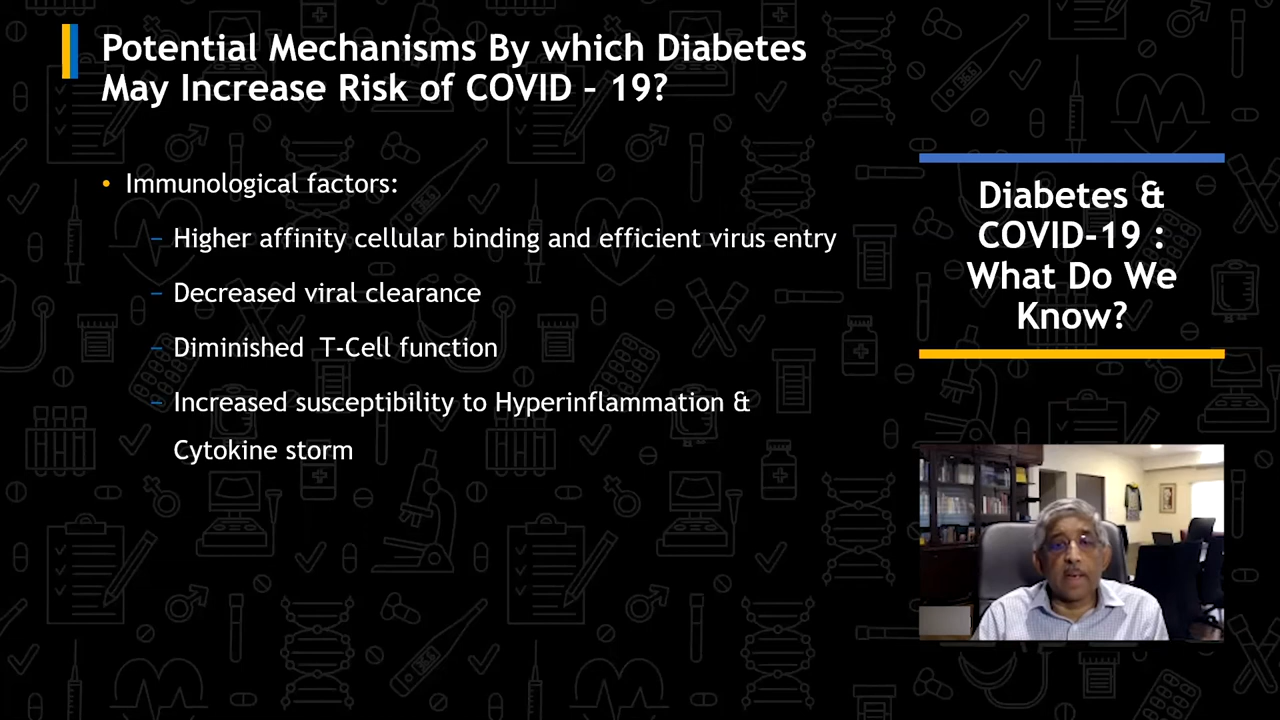 Potential Mechanisms By which Diabetes
May Increase Risk of COVID – 19?
• Immunological factors:
– Higher affinity cellular binding and efficient virus entry
– Decreased viral clearance
– Diminished T-Cell function
– Increased susceptibility to Hyperinflammation &
Cytokine storm
Diabetes &
COVID-19 :
What Do We
Know?